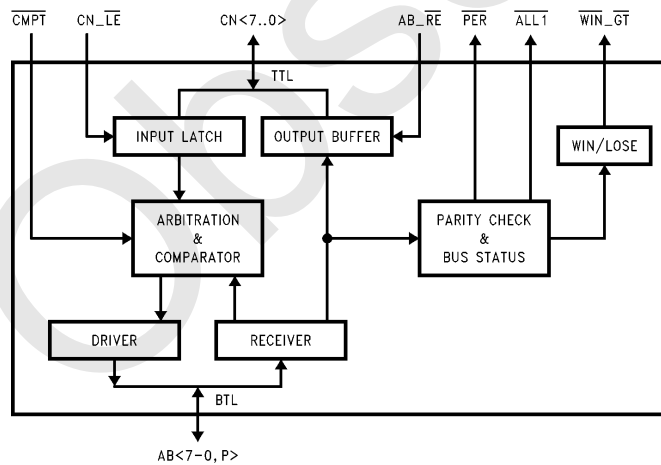 CMPT CN_LE CN<7..0> AB_RE PER ALL1 WIN_GT
TTL
INPUT LATCH OUTPUT BUFFER WIN/LOSE
ARBITRATION
&
COMPARATOR
PARITY CHECK
&
BUS STATUS
DRIVER RECEIVER
BTL
AB<7-0,P>